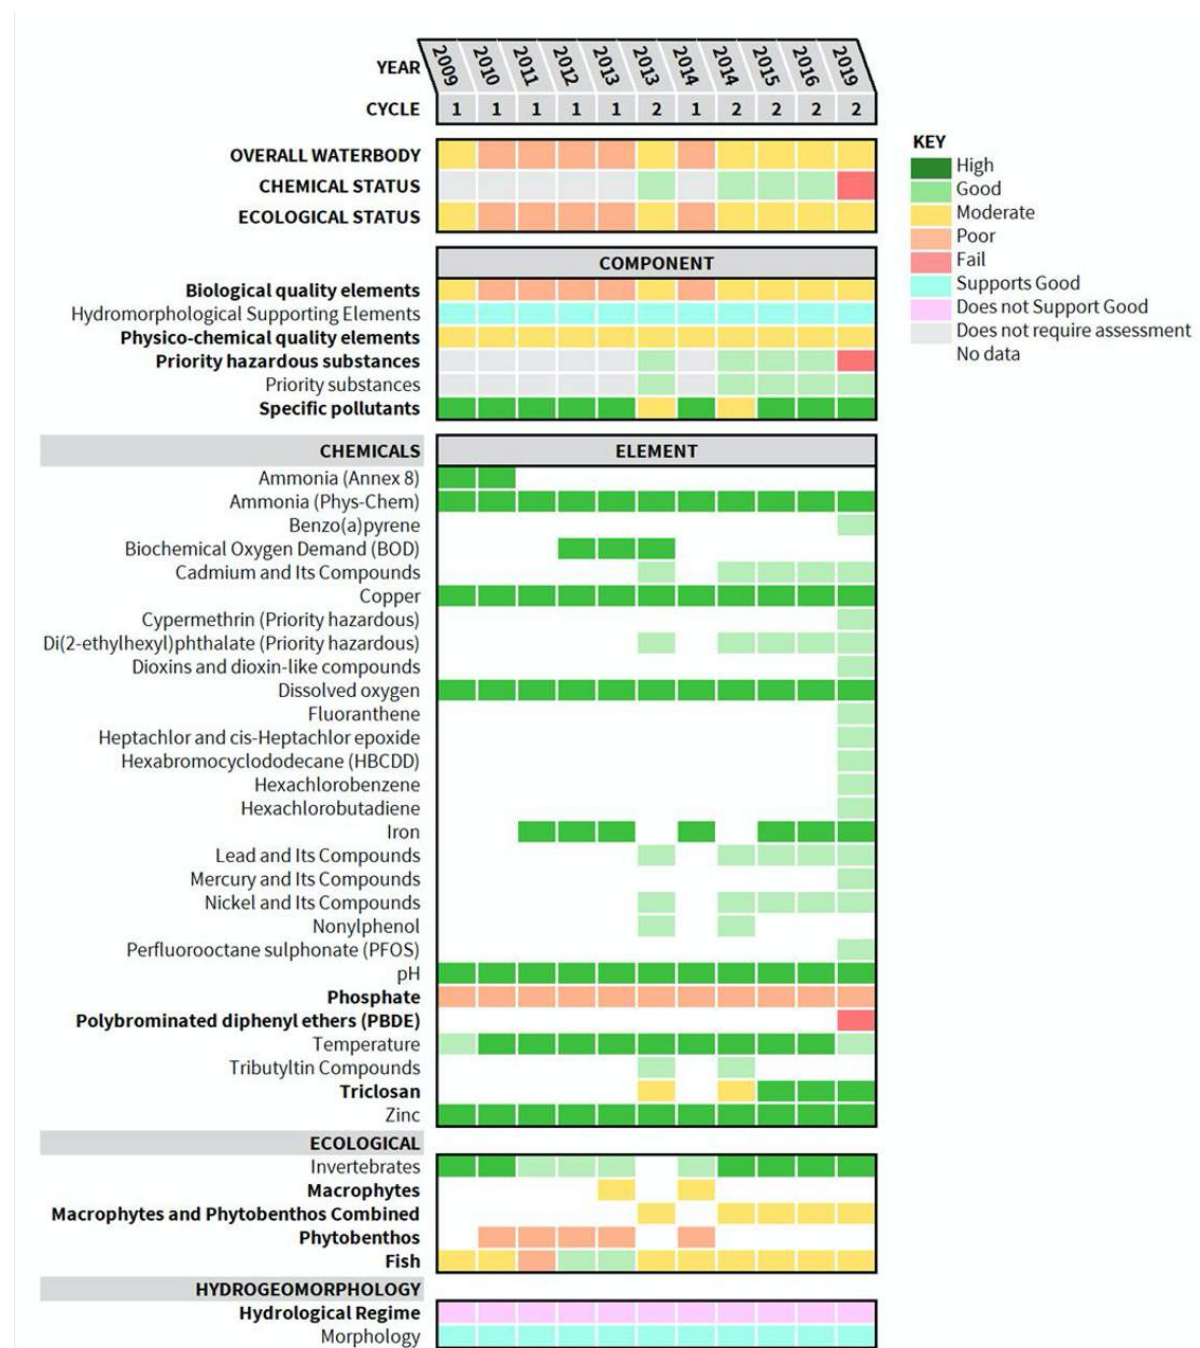 YEAR 2009 2010 2011 2012 2013 2013 2014 2014 2015 2016 2019
CYCLE 1 1 1 1 1 2 1 2 2 2 2
OVERALL WATERBODY
CHEMICAL STATUS
ECOLOGICAL STATUS
KEY
High
Good
Moderate
Poor
Fail
Supports Good
Does not Support Good
Does not require assessment
No data
COMPONENT
Biological quality elements
Hydromorphological Supporting Elements
Physico-chemical quality elements
Priority hazardous substances
Priority substances
Specific pollutants
CHEMICALS ELEMENT
Ammonia (Annex 8)
Ammonia (Phys-Chem)
Benzo(a)pyrene
Biochemical Oxygen Demand (BOD)
Cadmium and Its Compounds
Copper
Cypermethrin (Priority hazardous)
Di(2-ethylhexyl)phthalate (Priority hazardous)
Dioxins and dioxin-like compounds
Dissolved oxygen
Fluoranthene
Heptachlor and cis-Heptachlor epoxide
Hexabromocyclododecane (HBCDD)
Hexachlorobenzene
Hexachlorobutadiene
Iron
Lead and Its Compounds
Mercury and Its Compounds
Nickel and Its Compounds
Nonylphenol
Perfluorooctane sulphonate (PFOS)
pH
Phosphate
Polybrominated diphenyl ethers (PBDE)
Temperature
Tributyltin Compounds
Triclosan
Zinc
ECOLOGICAL
Invertebrates
Macrophytes
Macrophytes and Phytobenthos Combined
Phytobenthos
Fish
HYDROGEOMORPHOLOGY
Hydrological Regime
Morphology